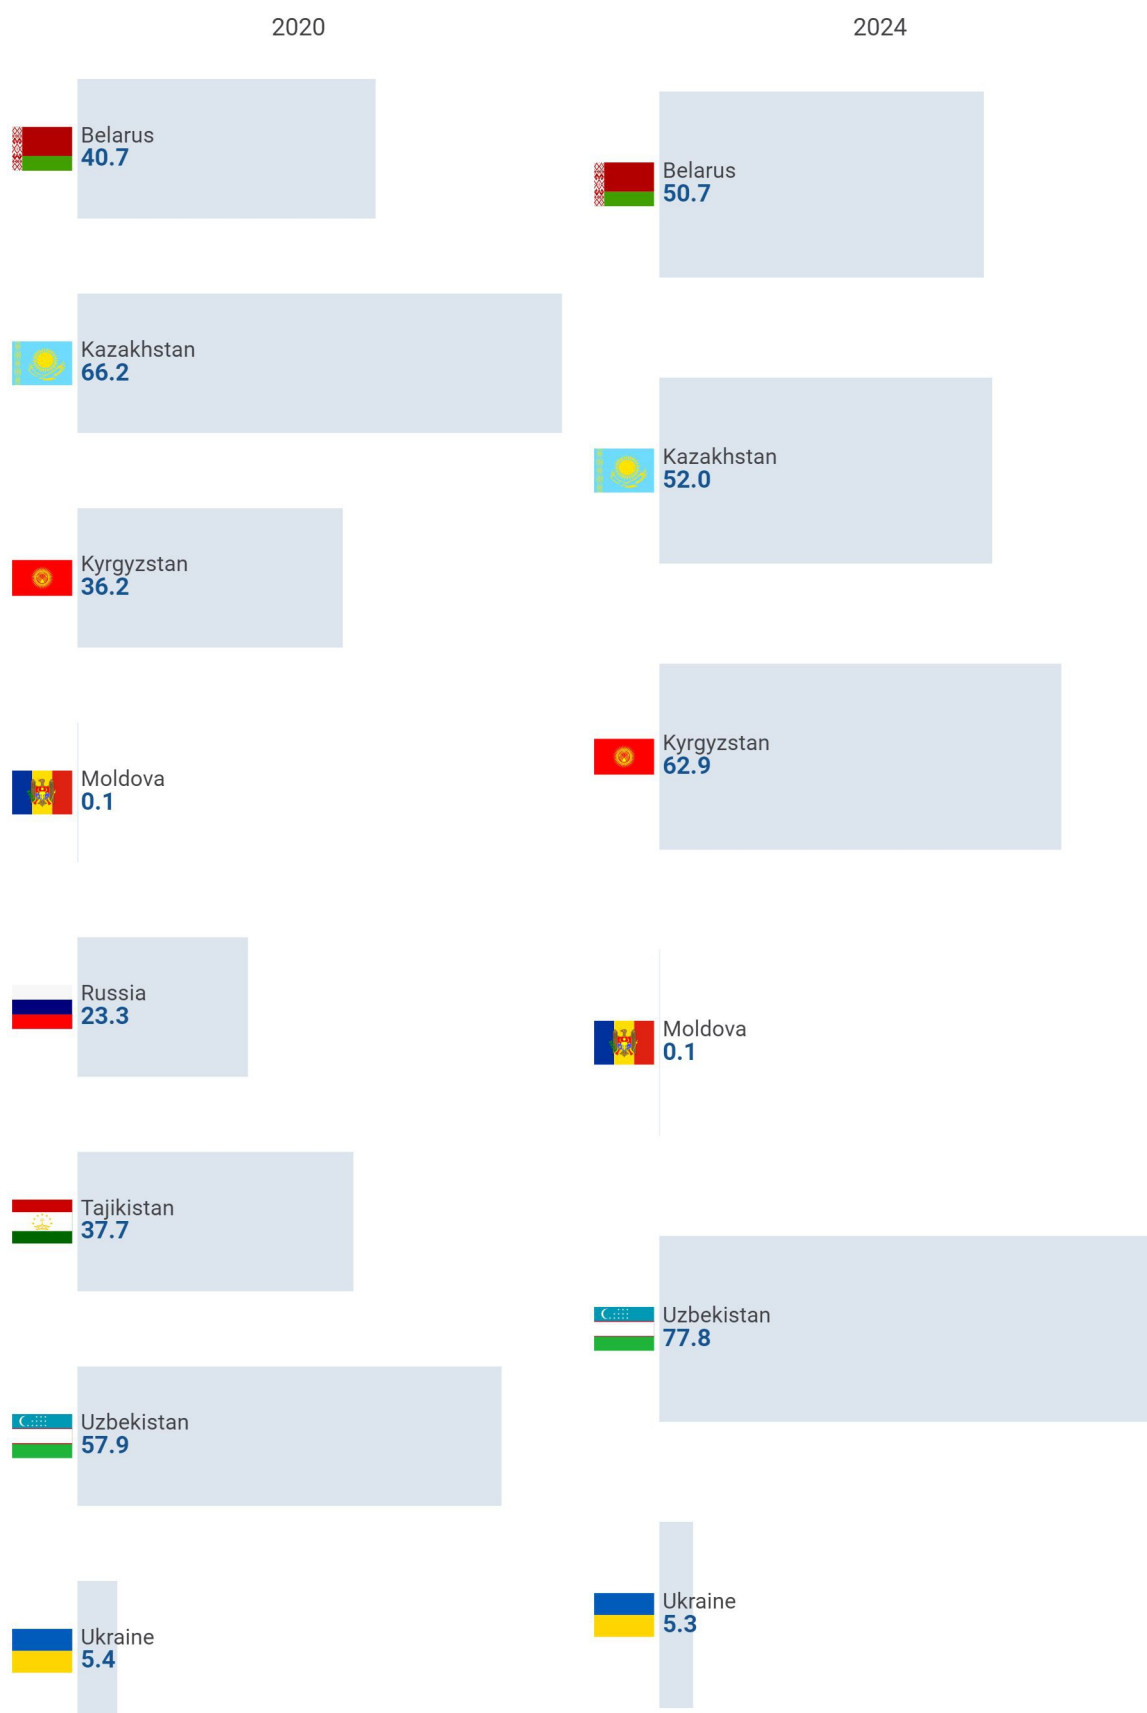 2020
Belarus
40.7
Kazakhstan
66.2
Kyrgyzstan
36.2
Moldova
0.1
Russia
23.3
Tajikistan
37.7
Uzbekistan
57.9
Ukraine
5.4
2024
Belarus
50.7
Kazakhstan
52.0
Kyrgyzstan
62.9
Moldova
0.1
Uzbekistan
77.8
Ukraine
5.3